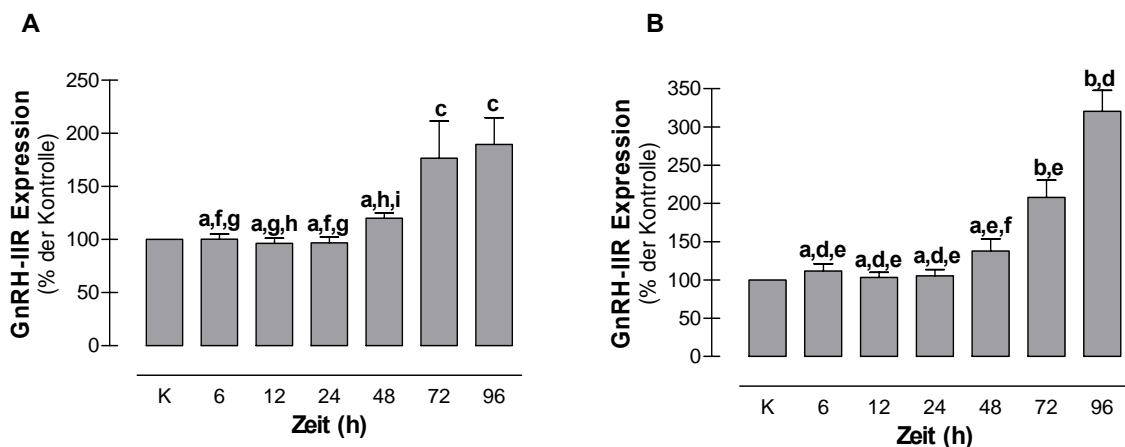 A
GnRH-IIR Expression
(% der Kontrolle)
250
200
150
100
50
0
a,f,g
a,g,h
a,f,g
a,h,i
c
c
K 6 12 24 48 72 96
Zeit (h)
B
GnRH-IIR Expression
(% der Kontrolle)
350
300
250
200
150
100
50
0
a,d,e
a,d,e
a,d,e
a,e,f
b,e
b,d
K 6 12 24 48 72 96
Zeit (h)